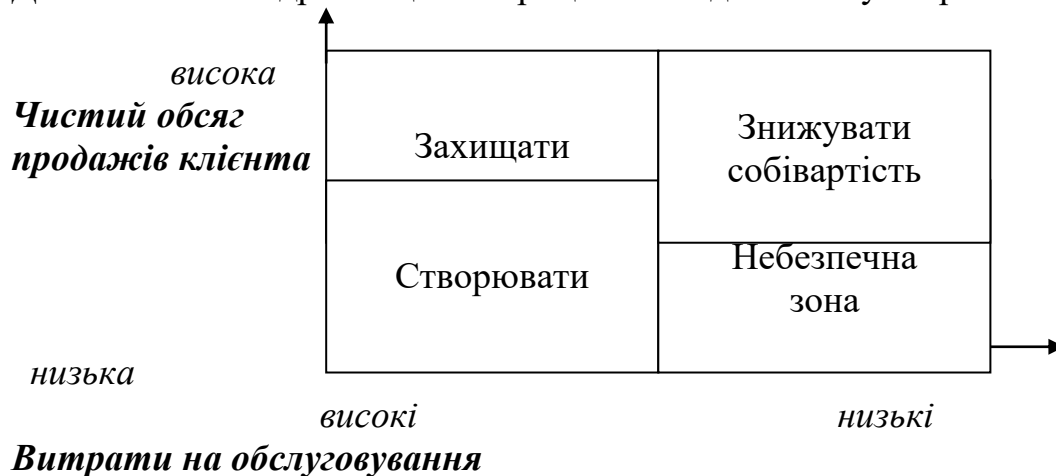 висока
Чистий обсяг
продажів клієнта
Захищати
Знижувати
собівартість
Створювати
Небезпечна
зона
низька
високі
низькі
Витрати на обслуговування